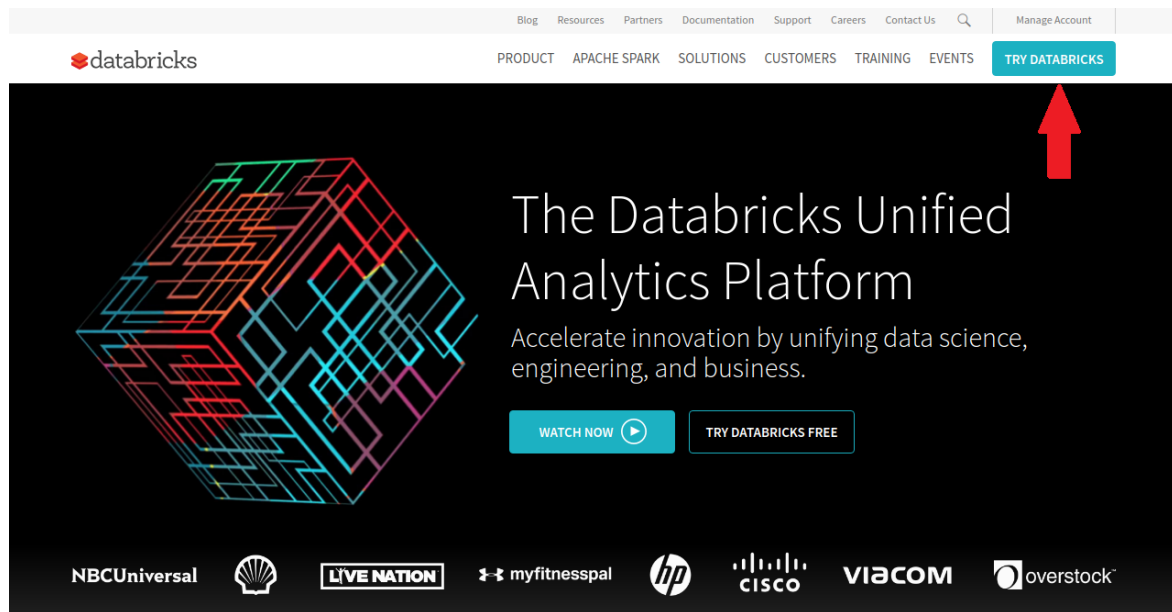 Blog Resources Partners Documentation Support Careers Contact Us Manage Account
databricks PRODUCT APACHE SPARK SOLUTIONS CUSTOMERS TRAINING EVENTS TRY DATABRICKS
The Databricks Unified
Analytics Platform
Accelerate innovation by unifying data science,
engineering, and business.
WATCH NOW TRY DATABRICKS FREE
NBCUniversal LIVE NATION myfitnesspal hp CISCO VIACOM overstock